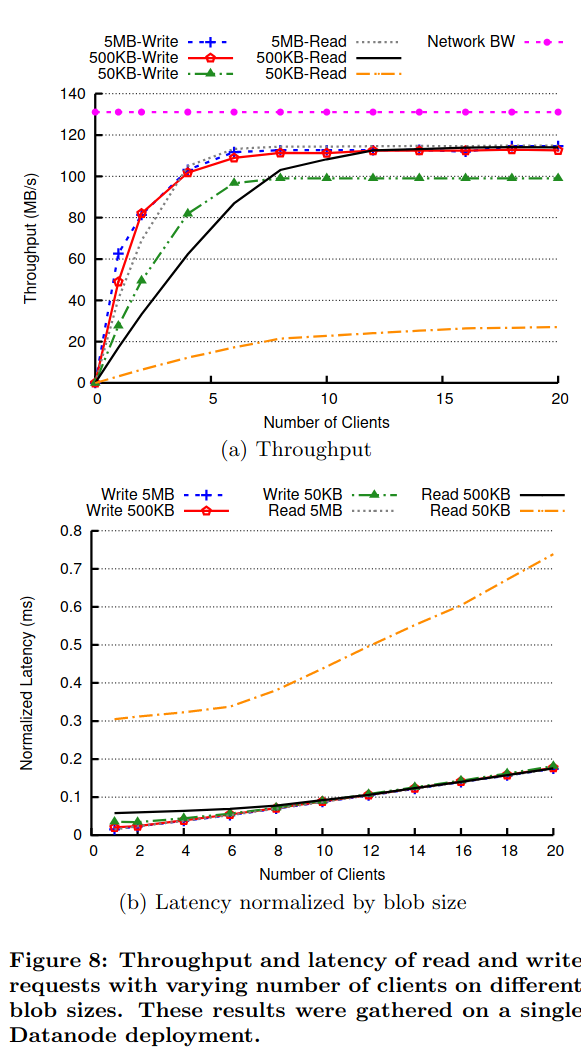 5MB-Write 5MB-Read Network BW
500KB-Write 500KB-Read
50KB-Write 50KB-Read
140
120
100
80
60
40
20
0
Throughput (MB/s)
0 5 10 15 20
Number of Clients
(a) Throughput
Write 5MB Write 50KB Read 500KB
Write 500KB Read 5MB Read 50KB
0.8
0.7
0.6
0.5
0.4
0.3
0.2
0.1
0
Normalized Latency (ms)
0 2 4 6 8 10 12 14 16 18 20
Number of Clients
(b) Latency normalized by blob size
Figure 8: Throughput and latency of read and write
requests with varying number of clients on different
blob sizes. These results were gathered on a single
Datanode deployment.